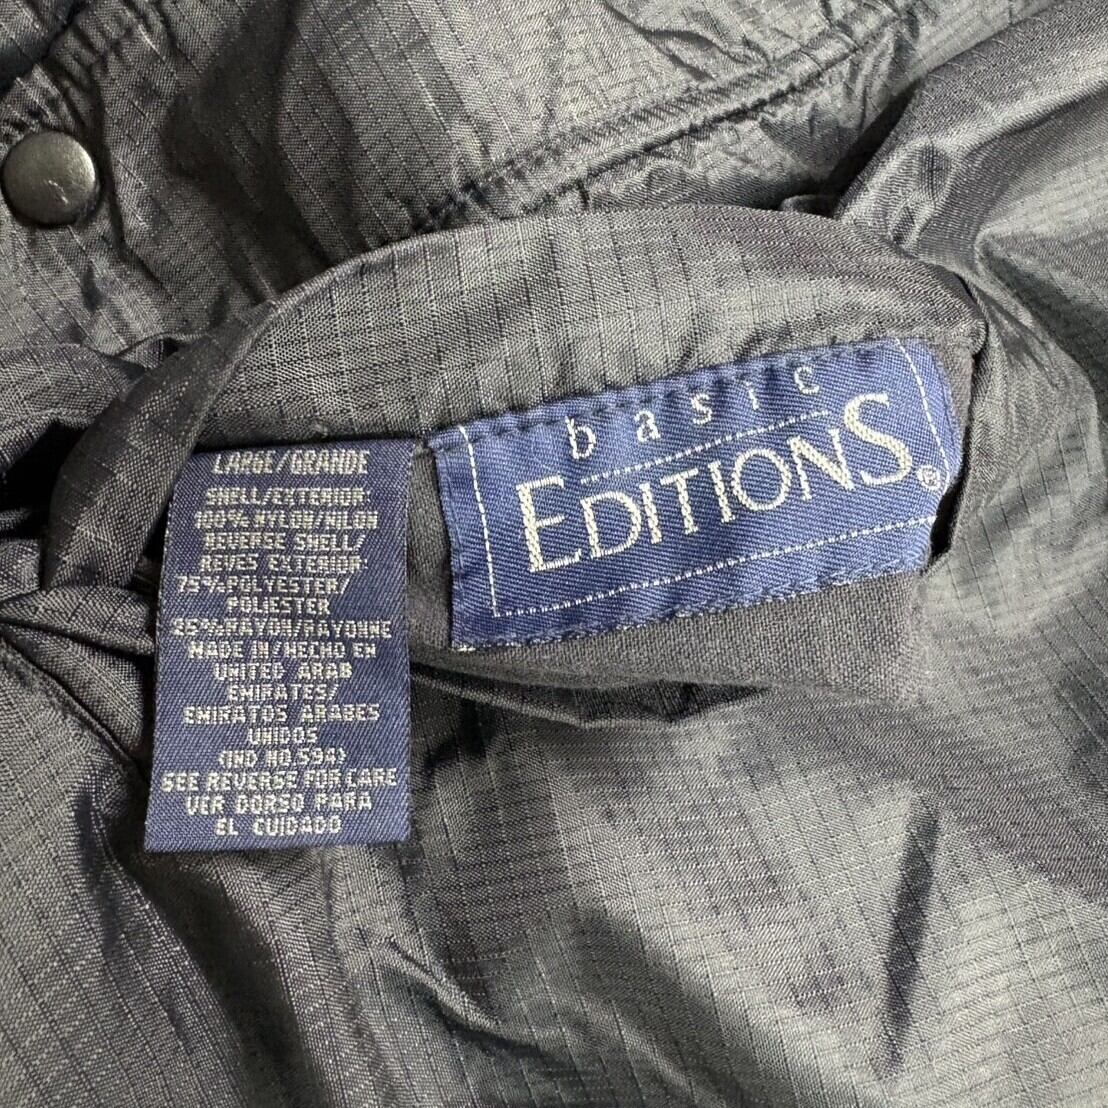 LARGE/GRANDE
SHELL/EXTERIOR:
100% NYLON/NILON
REVERSE SHELL/
REVES EXTERIOR:
75% POLYESTER/
POLIESTER
25% RAYON/RAYONNE
MADE IN/HECHO EN
UNITED ARAB
EMIRATES/
EMIRATOS ARABES
UNIDOS
(IND NO.594)
SEE REVERSE FOR CARE
VER DORSO PARA
EL CUIDADO
basic
EDITIONS®